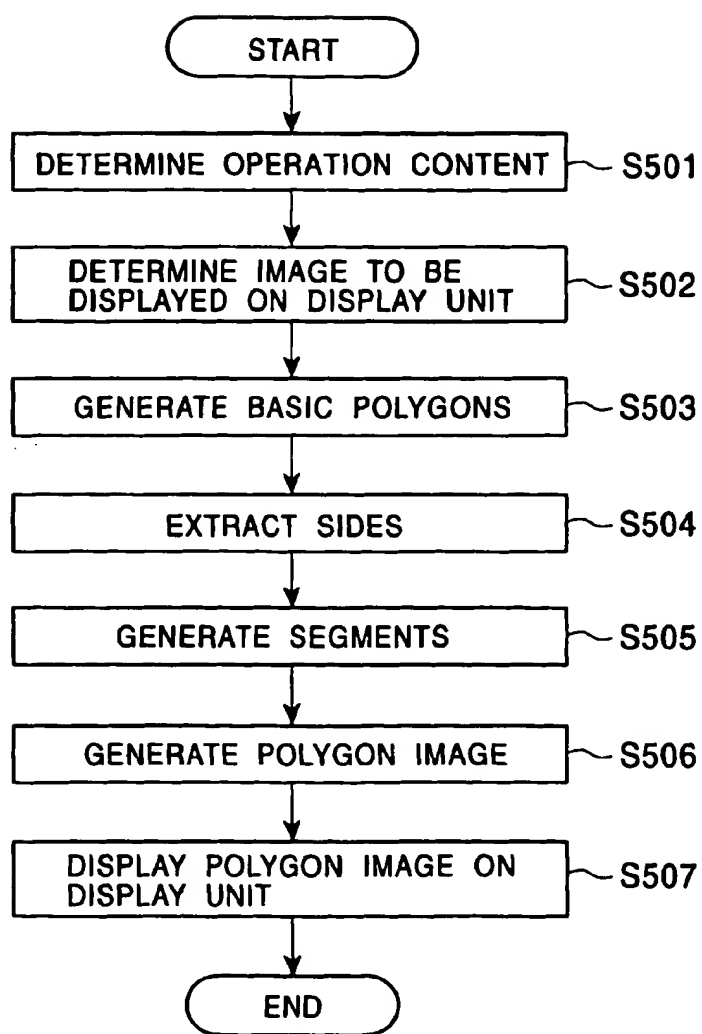 START
DETERMINE OPERATION CONTENT
S501
DETERMINE IMAGE TO BE
DISPLAYED ON DISPLAY UNIT
S502
GENERATE BASIC POLYGONS
S503
EXTRACT SIDES
S504
GENERATE SEGMENTS
S505
GENERATE POLYGON IMAGE
S506
DISPLAY POLYGON IMAGE ON
DISPLAY UNIT
S507
END